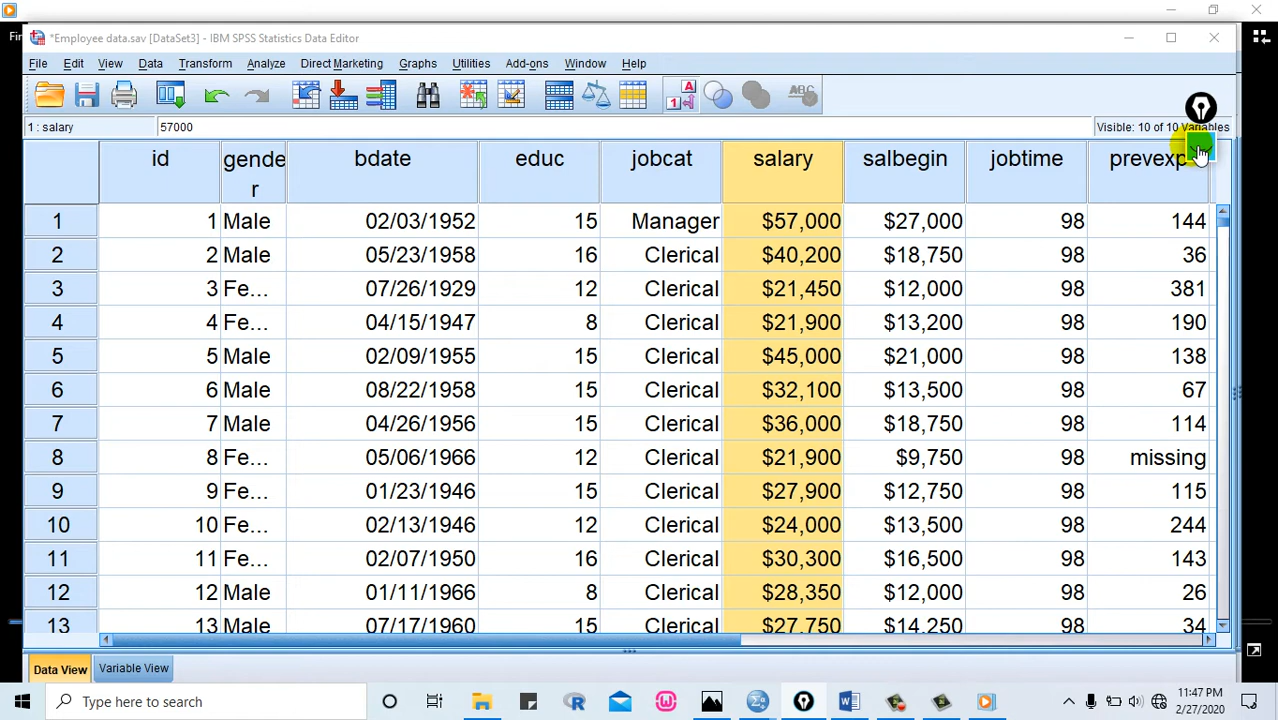 Fir
*Employee data.sav [DataSet3] - IBM SPSS Statistics Data Editor
File Edit View Data Transform Analyze Direct Marketing Graphs Utilities Add-ons Window Help
1 : salary 57000 Visible: 10 of 10 Variables
id gender bdate educ jobcat salary salbegin jobtime prevexp
1 1 Male 02/03/1952 15 Manager $57,000 $27,000 98 144
2 2 Male 05/23/1958 16 Clerical $40,200 $18,750 98 36
3 3 Fe... 07/26/1929 12 Clerical $21,450 $12,000 98 381
4 4 Fe... 04/15/1947 8 Clerical $21,900 $13,200 98 190
5 5 Male 02/09/1955 15 Clerical $45,000 $21,000 98 138
6 6 Male 08/22/1958 15 Clerical $32,100 $13,500 98 67
7 7 Male 04/26/1956 15 Clerical $36,000 $18,750 98 114
8 8 Fe... 05/06/1966 12 Clerical $21,900 $9,750 98 missing
9 9 Fe... 01/23/1946 15 Clerical $27,900 $12,750 98 115
10 10 Fe... 02/13/1946 12 Clerical $24,000 $13,500 98 244
11 11 Fe... 02/07/1950 16 Clerical $30,300 $16,500 98 143
12 12 Male 01/11/1966 8 Clerical $28,350 $12,000 98 26
13 13 Male 07/17/1960 15 Clerical $27,750 $14,250 98 34
Data View Variable View
Type here to search
11:47 PM
2/27/2020